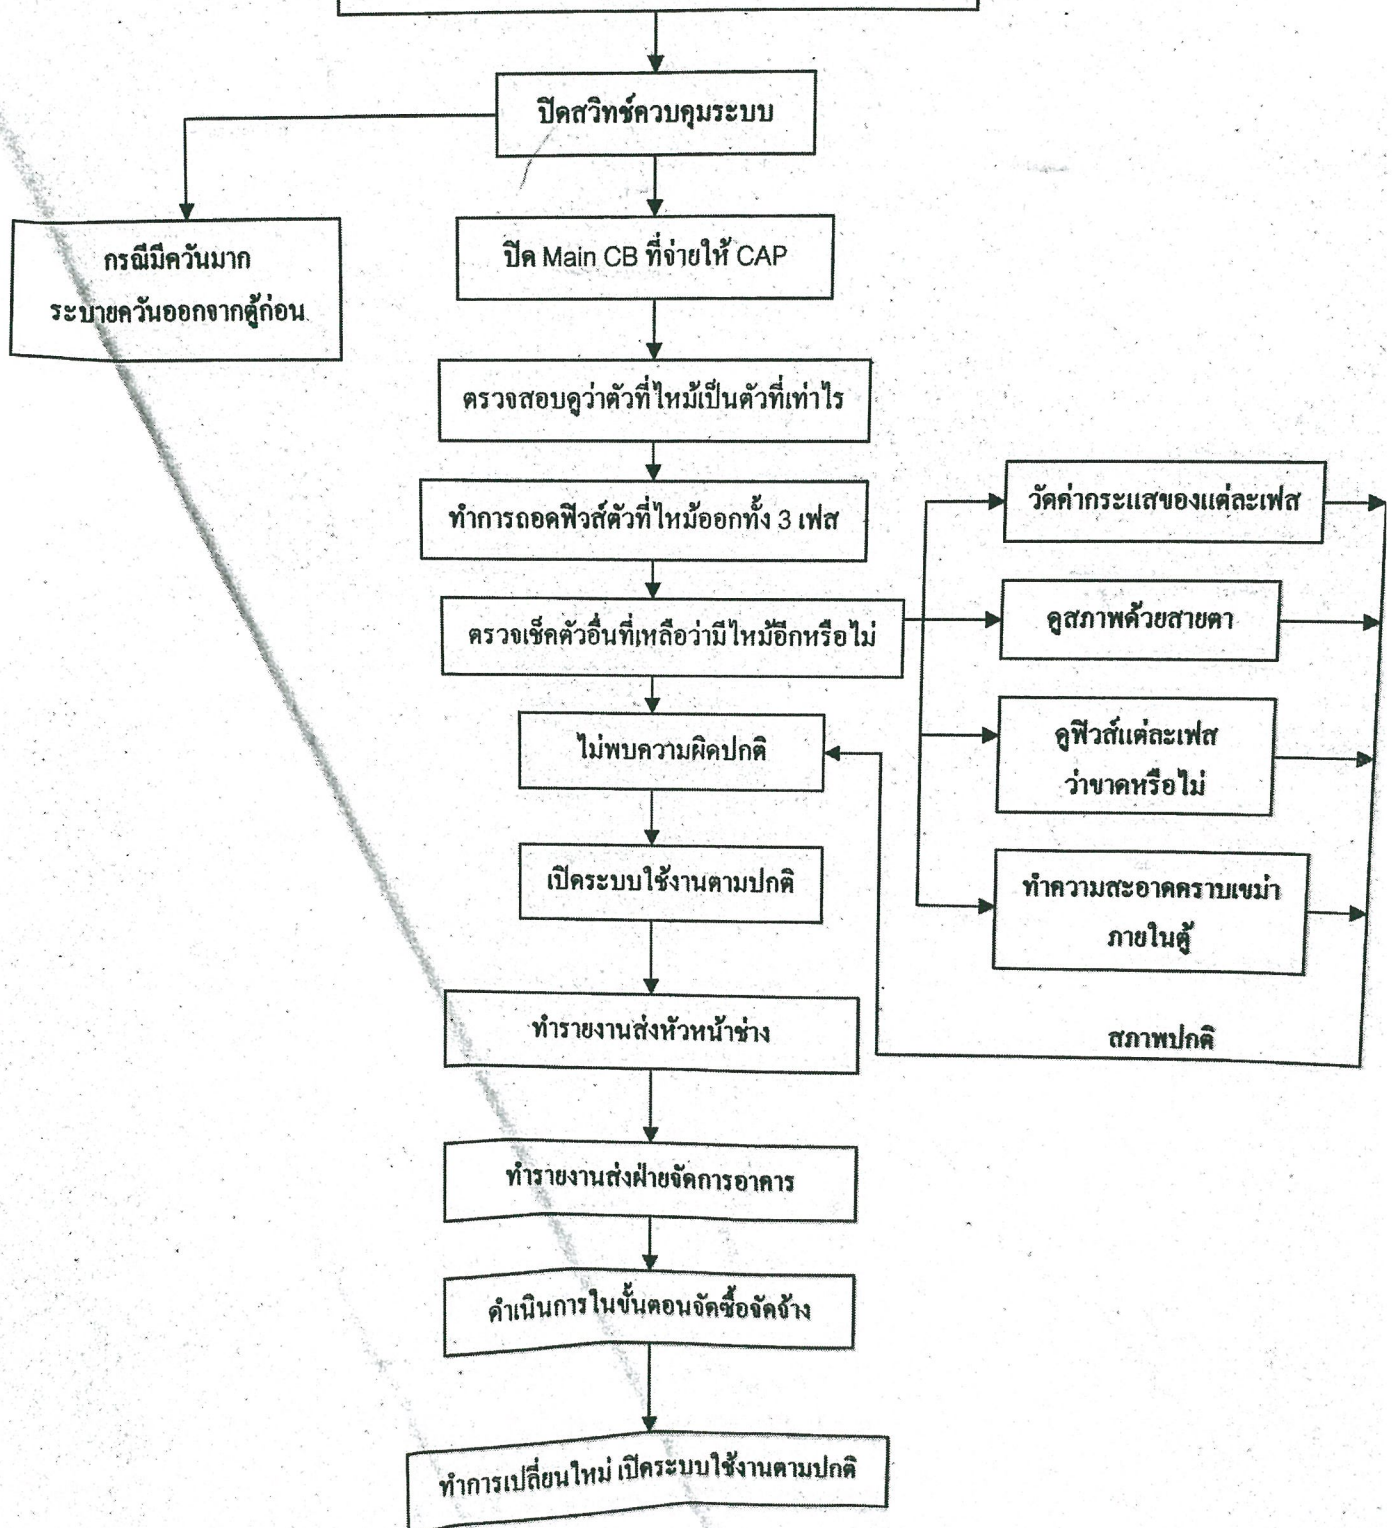 ปิดสวิทช์ควบคุมระบบ
กรณีมีควันมาก
ระบายควันออกจากตู้ก่อน
ปิด Main CB ที่จ่ายให้ CAP
ตรวจสอบดูว่าตัวที่ไหม้เป็นตัวที่เท่าไร
ทำการถอดฟิวส์ตัวที่ไหม้ออกทั้ง 3 เฟส
ตรวจเช็คตัวอื่นที่เหลือว่ามีไหม้อีกหรือไม่
วัดค่ากระแสของแต่ละเฟส
ดูสภาพด้วยสายตา
ดูฟิวส์แต่ละเฟส
ว่าขาดหรือไม่
ทำความสะอาดคราบเขม่า
ภายในตู้
สภาพปกติ
ไม่พบความผิดปกติ
เปิดระบบใช้งานตามปกติ
ทำรายงานส่งหัวหน้าช่าง
ทำรายงานส่งฝ่ายจัดการอาคาร
ดำเนินการในขั้นตอนจัดซื้อจัดจ้าง
ทำการเปลี่ยนใหม่ เปิดระบบใช้งานตามปกติ